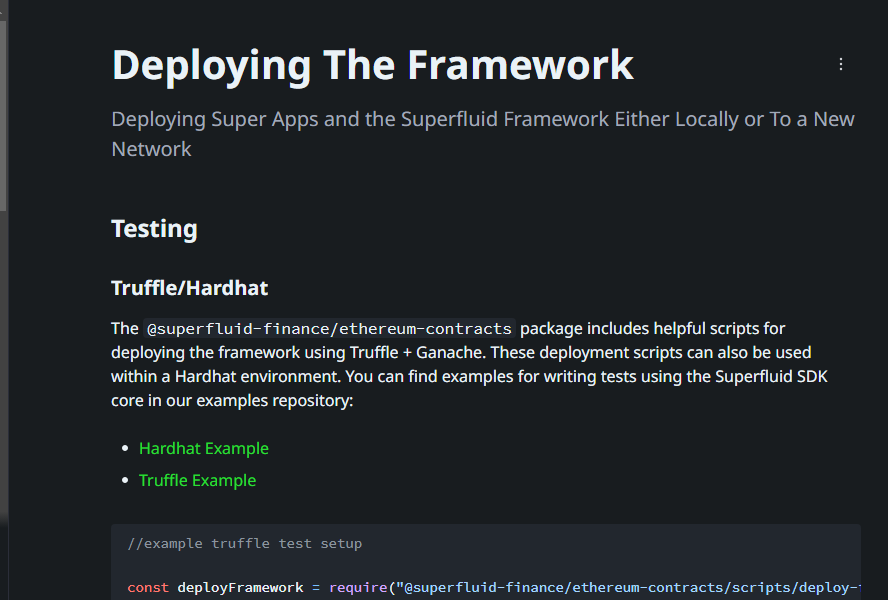 Deploying The Framework
Deploying Super Apps and the Superfluid Framework Either Locally or To a New
Network
Testing
Truffle/Hardhat
The @superfluid-finance/ethereum-contracts package includes helpful scripts for
deploying the framework using Truffle + Ganache. These deployment scripts can also be used
within a Hardhat environment. You can find examples for writing tests using the Superfluid SDK
core in our examples repository:
Hardhat Example
Truffle Example
//example truffle test setup
const deployFramework = require("@superfluid-finance/ethereum-contracts/scripts/deploy-